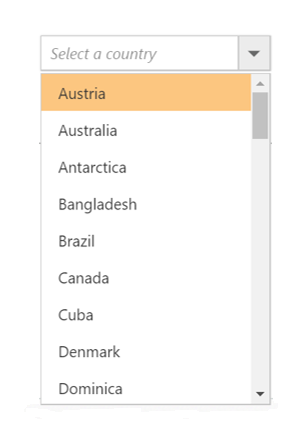 Select a country
Austria
Australia
Antarctica
Bangladesh
Brazil
Canada
Cuba
Denmark
Dominica